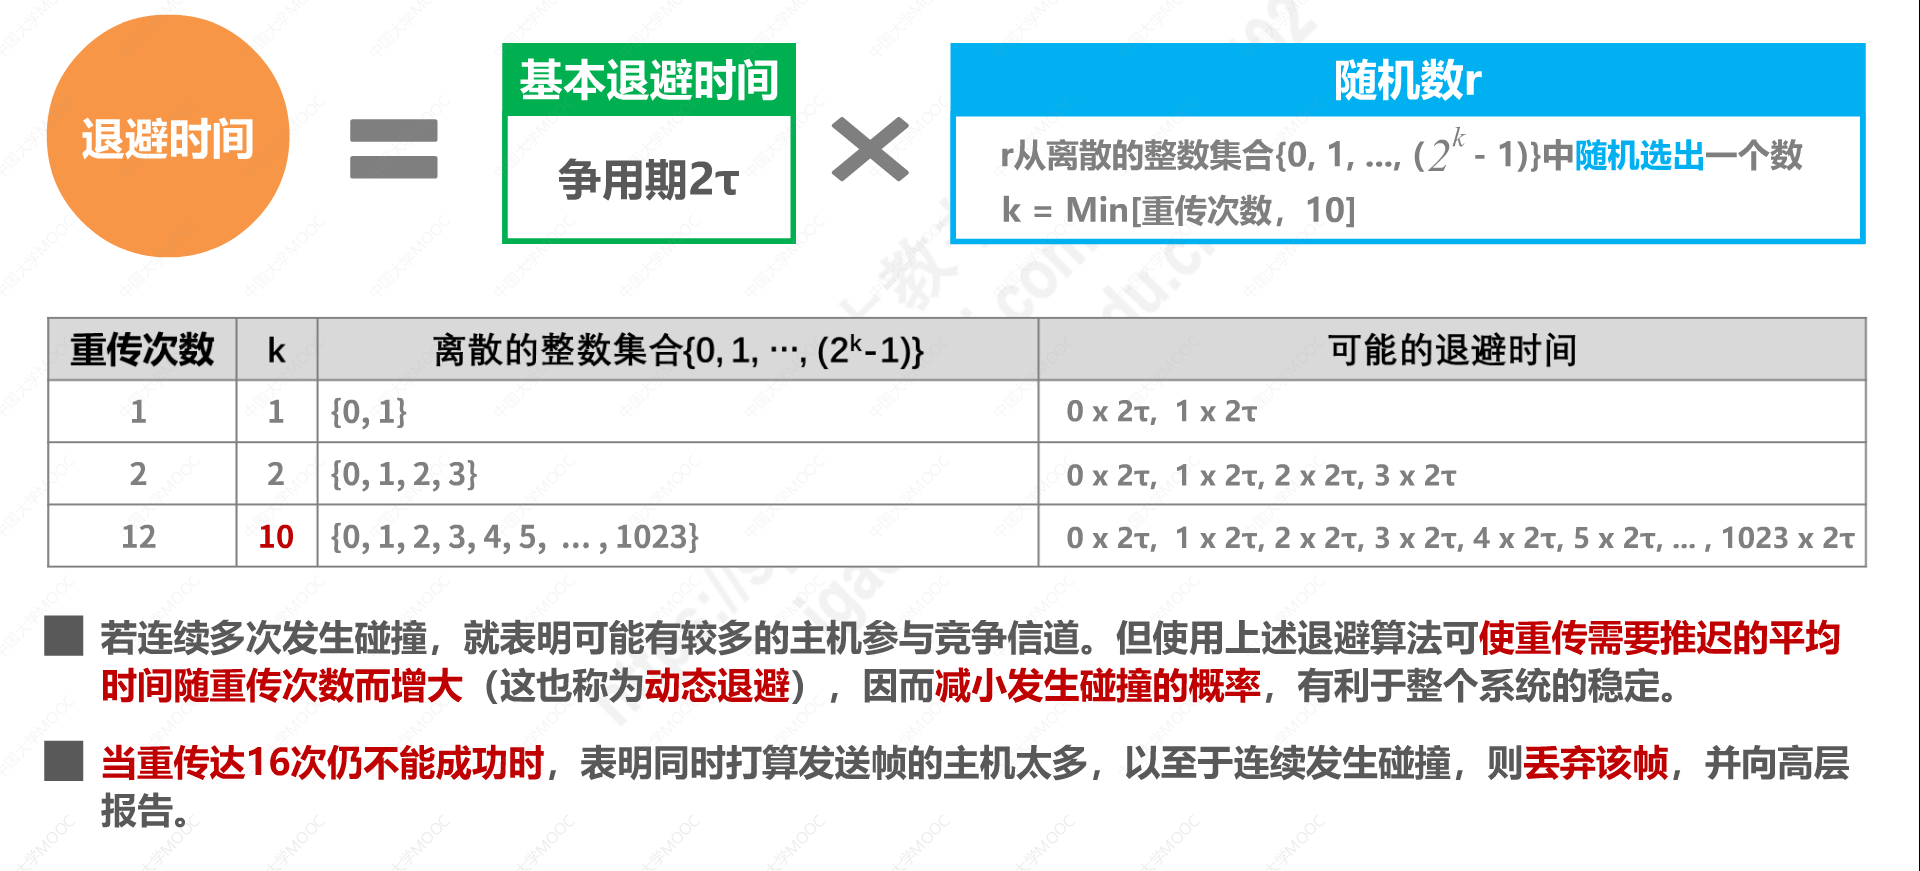 退避时间
=
基本退避时间
争用期2τ
×
随机数r
r从离散的整数集合{0, 1, ..., (2^k - 1)}中随机选出一个数
k = Min[重传次数，10]
重传次数 k 离散的整数集合{0, 1, ···, (2^k-1)} 可能的退避时间
1 1 {0, 1} 0 x 2τ, 1 x 2τ
2 2 {0, 1, 2, 3} 0 x 2τ, 1 x 2τ, 2 x 2τ, 3 x 2τ
12 10 {0, 1, 2, 3, 4, 5, ... , 1023} 0 x 2τ, 1 x 2τ, 2 x 2τ, 3 x 2τ, 4 x 2τ, 5 x 2τ, ... , 1023 x 2τ
若连续多次发生碰撞，就表明可能有较多的主机参与竞争信道。但使用上述退避算法可使重传需要推迟的平均
时间随重传次数而增大（这也称为动态退避），因而减小发生碰撞的概率，有利于整个系统的稳定。
当重传达16次仍不能成功时，表明同时打算发送帧的主机太多，以至于连续发生碰撞，则丢弃该帧，并向高层
报告。
中国大学MOOC